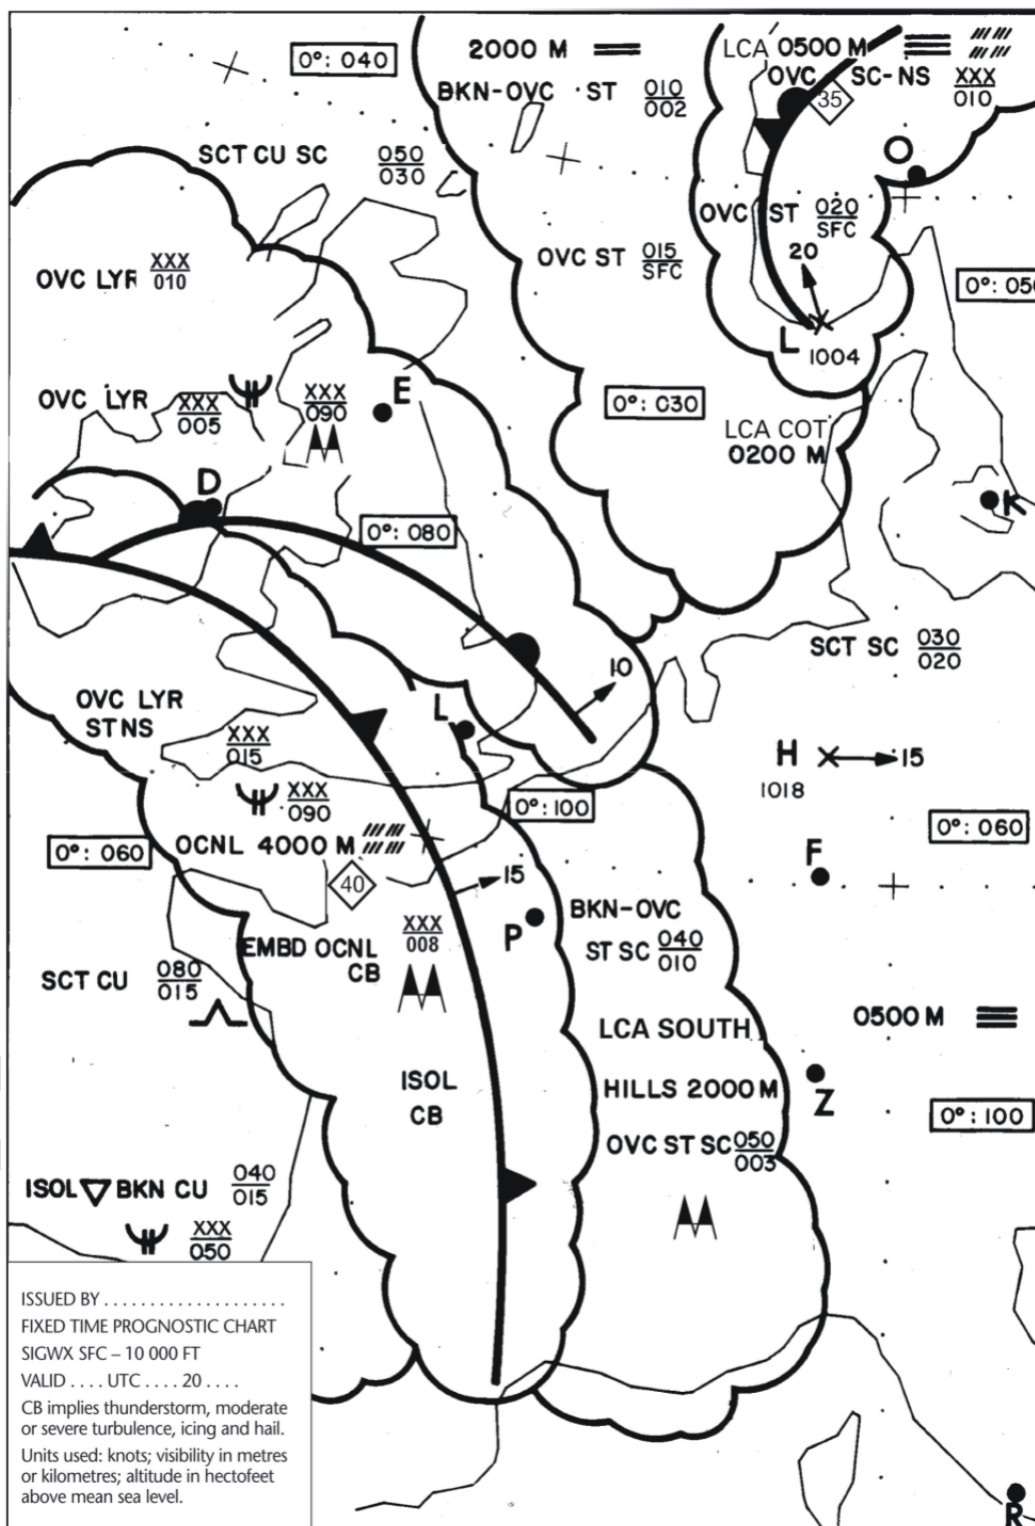 0°: 040
2000 M
BKN-OVC ST 010
002
LCA 0500 M
OVC SC-NS XXX
010
35
SCT CU SC 050
030
O
OVC ST 020
SFC
20
OVC LYR XXX
010
OVC ST 015
SFC
L 1004
OVC LYR XXX
005
XXX
090
E
0°: 030
LCA COT
0200 M
D
K
0°: 080
SCT SC 030
020
10
OVC LYR
ST NS
XXX
015
L
H
1018
15
XXX
090
0°: 100
OCNL 4000 M
0°: 060
0°: 060
40
15
F
P
BKN-OVC
ST SC 040
010
XXX
008
EMBD OCNL
CB
SCT CU 080
015
LCA SOUTH
0500 M
ISOL
CB
HILLS 2000 M
Z
0°: 100
OVC ST SC 050
003
ISOL BKN CU 040
015
XXX
050
ISSUED BY . . . . . . . . . . . . . . . . . . . .
FIXED TIME PROGNOSTIC CHART
SIGWX SFC – 10 000 FT
VALID . . . . UTC . . . . 20 . . . .
CB implies thunderstorm, moderate
or severe turbulence, icing and hail.
Units used: knots; visibility in metres
or kilometres; altitude in hectofeet
above mean sea level.
R